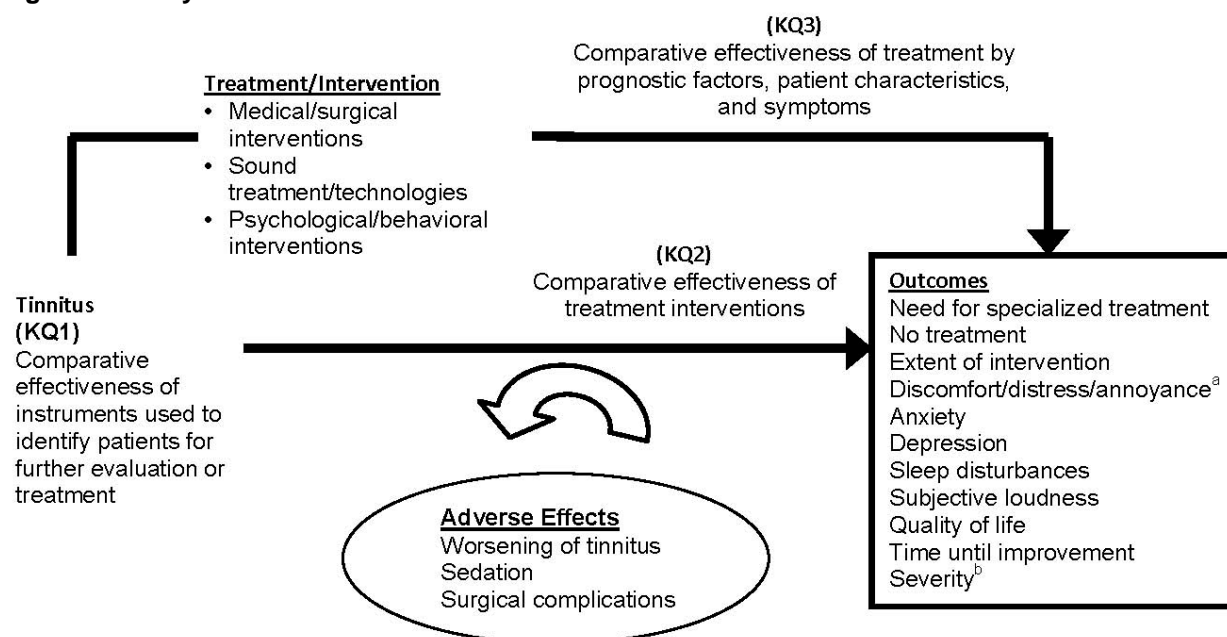 (KQ3)
Comparative effectiveness of treatment by
prognostic factors, patient characteristics,
and symptoms
Treatment/Intervention
• Medical/surgical
interventions
• Sound
treatment/technologies
• Psychological/behavioral
interventions
(KQ2)
Comparative effectiveness of
treatment interventions
Tinnitus
(KQ1)
Comparative
effectiveness of
instruments used to
identify patients for
further evaluation or
treatment
Adverse Effects
Worsening of tinnitus
Sedation
Surgical complications
Outcomes
Need for specialized treatment
No treatment
Extent of intervention
Discomfort/distress/annoyanceᵃ
Anxiety
Depression
Sleep disturbances
Subjective loudness
Quality of life
Time until improvement
Severityᵇ